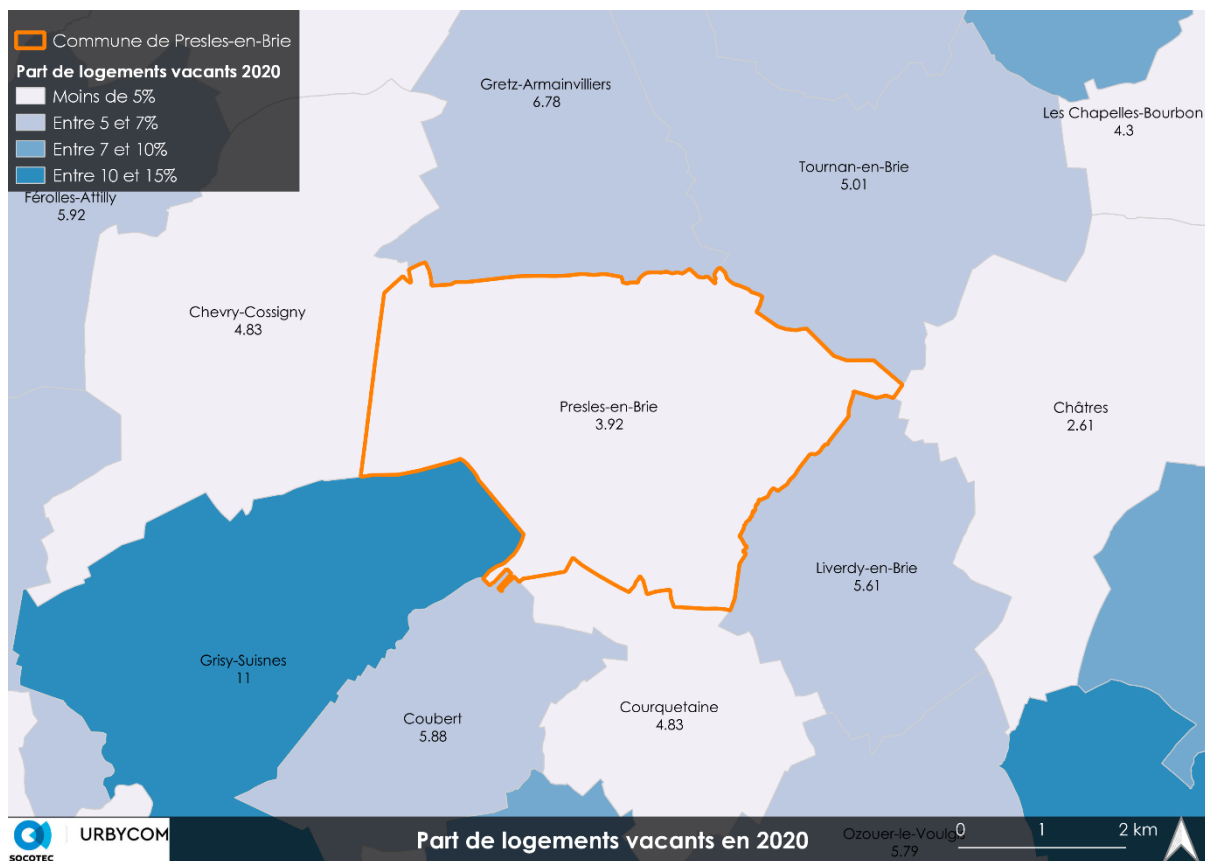 Commune de Presles-en-Brie
Part de logements vacants 2020
Moins de 5%
Entre 5 et 7%
Entre 7 et 10%
Entre 10 et 15%
Gretz-Armainvilliers
6.78
Les Chapelles-Bourbon
4.3
Tournan-en-Brie
5.01
Férolles-Attilly
5.92
Chevry-Cossigny
4.83
Presles-en-Brie
3.92
Châtres
2.61
Liverdy-en-Brie
5.61
Grisy-Suisnes
11
Coubert
5.88
Courquetaine
4.83
Ozouer-le-Voulgis
5.79
SOCOTEC
URBYCOM
Part de logements vacants en 2020
0 1 2 km